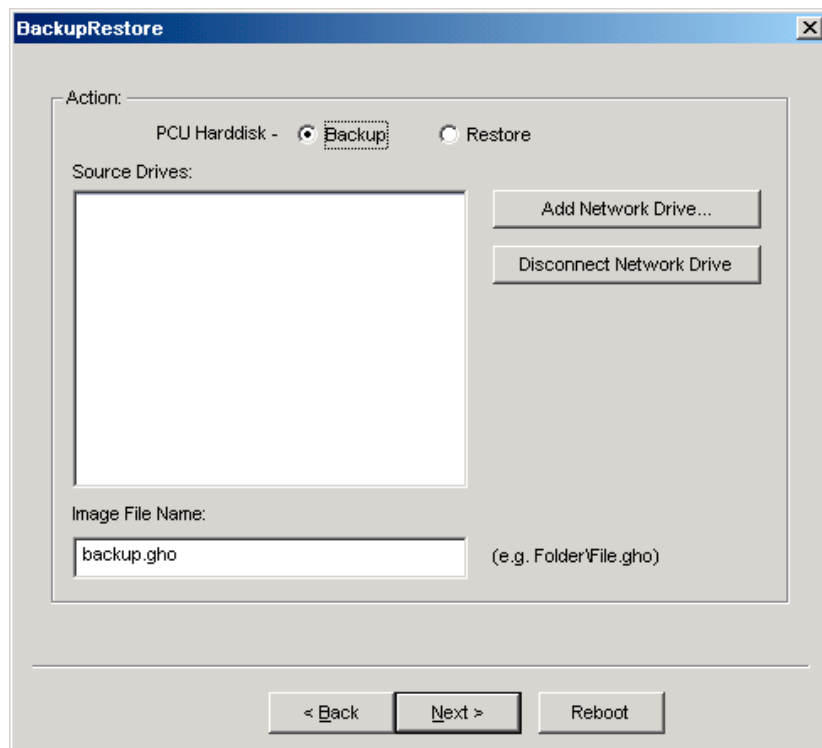 BackupRestore
Action:
PCU Harddisk - Backup Restore
Source Drives:
Add Network Drive...
Disconnect Network Drive
Image File Name:
backup.gho (e.g. Folder\File.gho)
< Back Next > Reboot